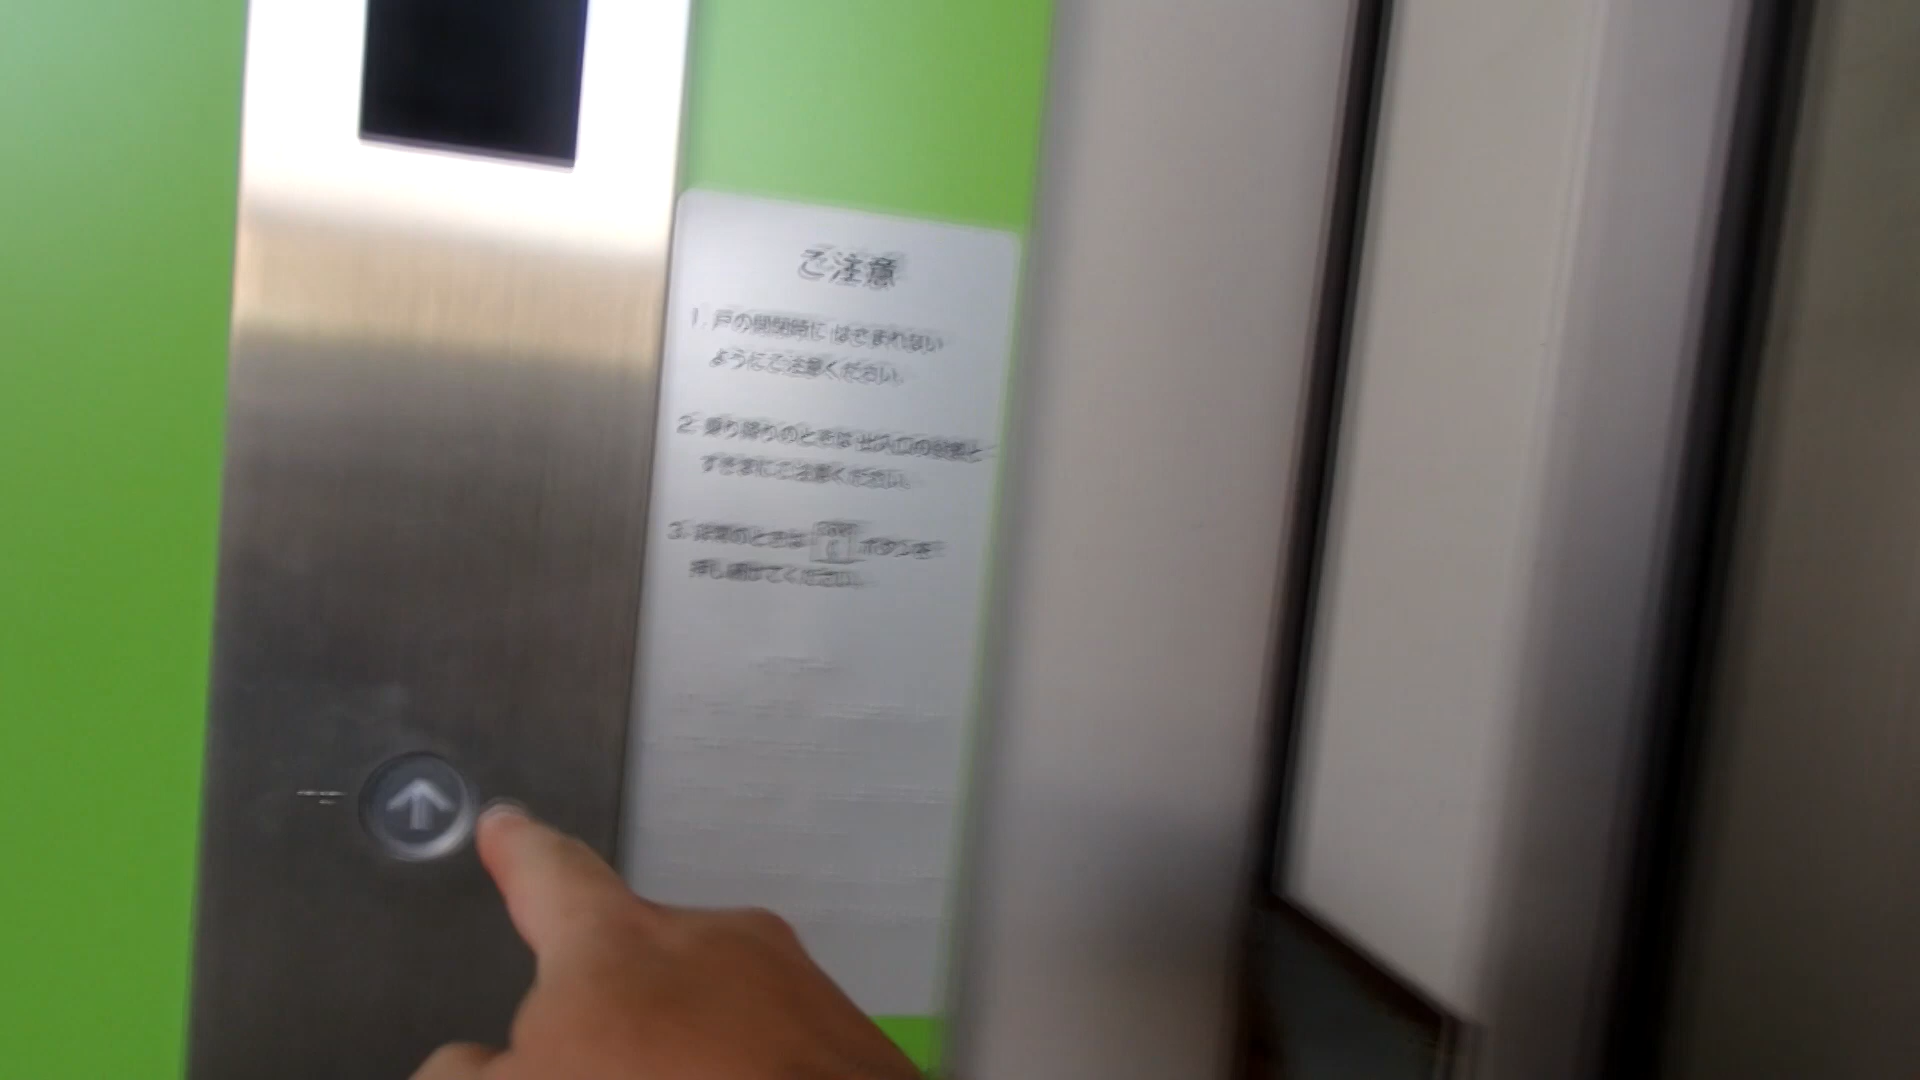 ご注意
1. 戸の開閉時に はさまれない
ようにご注意ください。
2. 乗り降りのときは 出入口の段差と
すきまにご注意ください。
3. のときは ボタンを
押し続けてください。